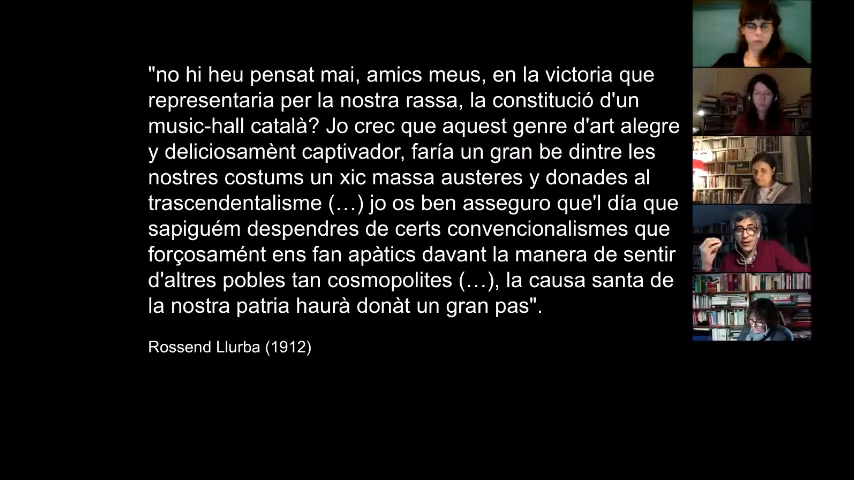 "no hi heu pensat mai, amics meus, en la victoria que
representaria per la nostra rassa, la constitució d'un
music-hall català? Jo crec que aquest genre d'art alegre
y deliciosamènt captivador, faría un gran be dintre les
nostres costums un xic massa austeres y donades al
trascendentalisme (…) jo os ben asseguro que'l día que
sapiguém despendres de certs convencionalismes que
forçosamént ens fan apàtics davant la manera de sentir
d'altres pobles tan cosmopolites (…), la causa santa de
la nostra patria haurà donàt un gran pas".
Rossend Llurba (1912)